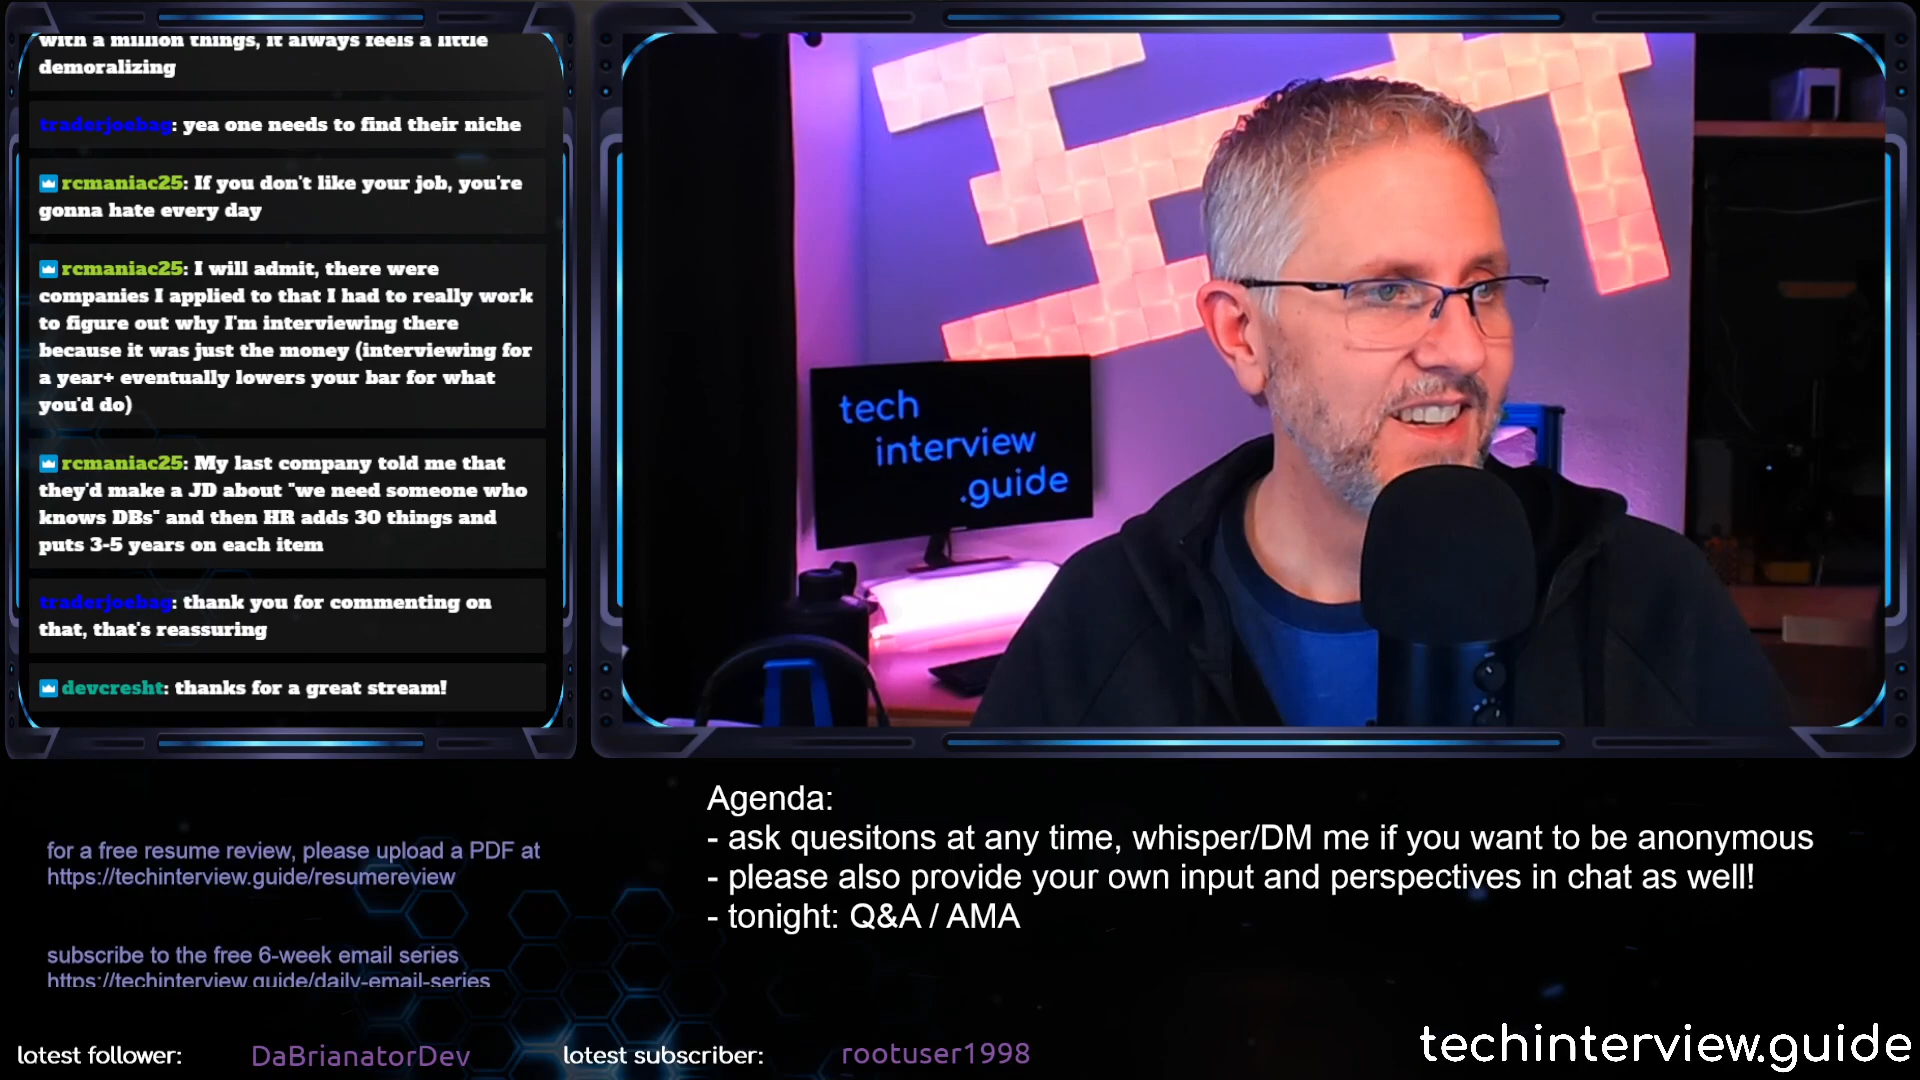 with a million things, it always feels a little
demoralizing
traderjoebag: yea one needs to find their niche
rcmaniac25: If you don't like your job, you're
gonna hate every day
rcmaniac25: I will admit, there were
companies I applied to that I had to really work
to figure out why I'm interviewing there
because it was just the money (interviewing for
a year+ eventually lowers your bar for what
you'd do)
rcmaniac25: My last company told me that
they'd make a JD about "we need someone who
knows DBs" and then HR adds 30 things and
puts 3-5 years on each item
traderjoebag: thank you for commenting on
that, that's reassuring
devcresht: thanks for a great stream!
tech
interview
.guide
Agenda:
- ask quesitons at any time, whisper/DM me if you want to be anonymous
- please also provide your own input and perspectives in chat as well!
- tonight: Q&A / AMA
for a free resume review, please upload a PDF at
https://techinterview.guide/resumereview
subscribe to the free 6-week email series
https://techinterview.guide/daily-email-series
latest follower: DaBrianatorDev
latest subscriber: rootuser1998
techinterview.guide